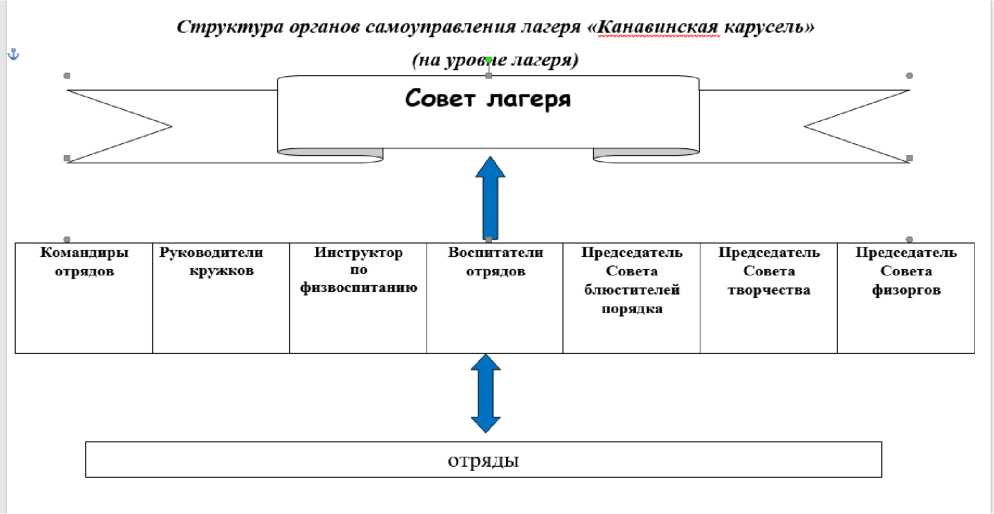 Структура органов самоуправления лагеря «Канавинская карусель»
(на уровне лагеря)
Совет лагеря
Командиры
отрядов
Руководители
кружков
Инструктор
по
физвоспитанию
Воспитатели
отрядов
Председатель
Совета
блюстителей
порядка
Председатель
Совета
творчества
Председатель
Совета
физоргов
отряды